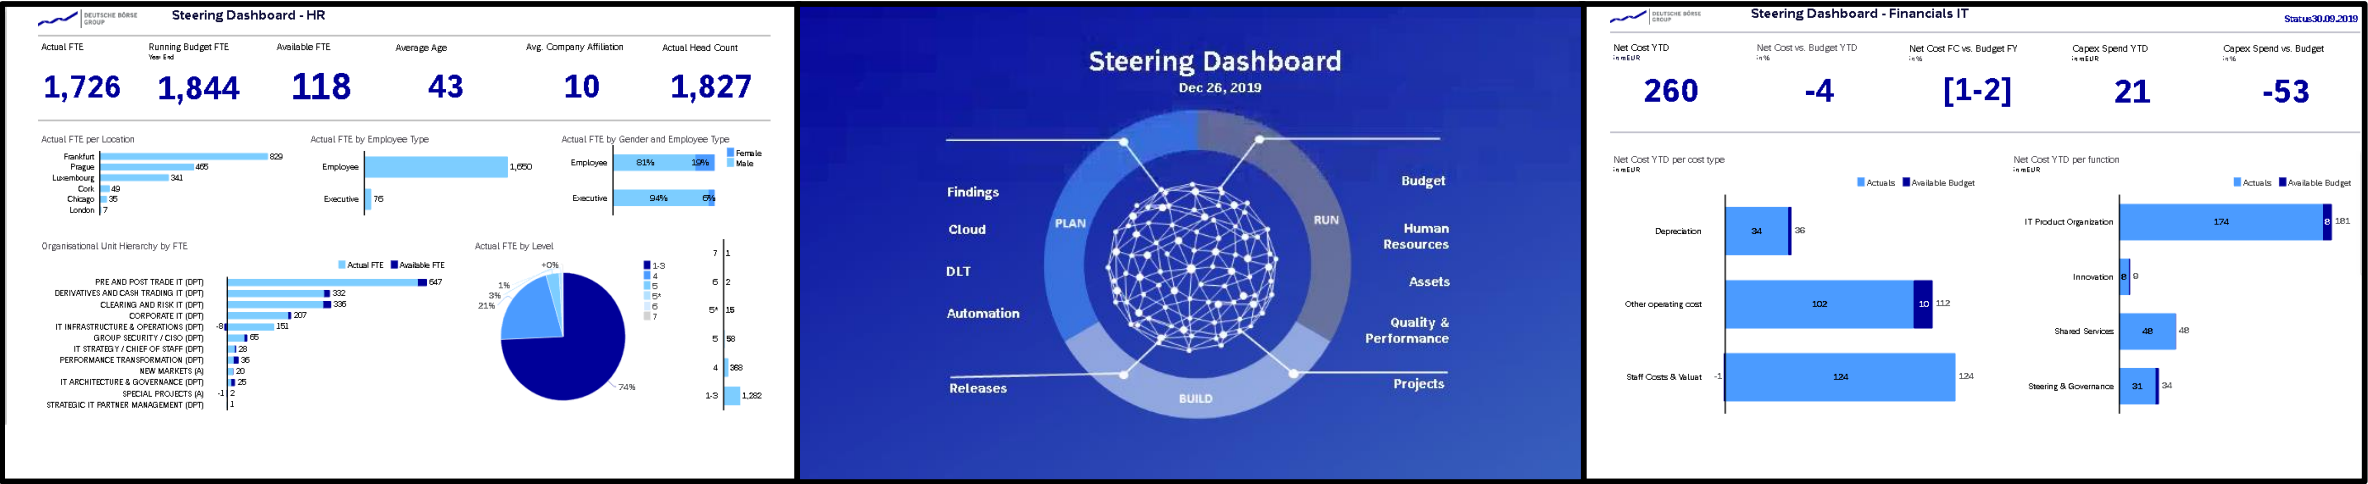 DEUTSCHE BÖRSE
GROUP
Steering Dashboard - HR
Actual FTE
Running Budget FTE
Year End
Available FTE
Average Age
Avg. Company Affiliation
Actual Head Count
1,726
1,844
118
43
10
1,827
Actual FTE per Location
Frankfurt 829
Prague 465
Luxembourg 341
Cork 49
Chicago 35
London 7
Actual FTE by Employee Type
Employee 1,650
Executive 76
Actual FTE by Gender and Employee Type
Female
Male
Employee 81% 19%
Executive 94% 6%
Organisational Unit Hierarchy by FTE
Actual FTE Available FTE
PRE AND POST TRADE IT (DPT) 647
DERIVATIVES AND CASH TRADING IT (DPT) 332
CLEARING AND RISK IT (DPT) 336
CORPORATE IT (DPT) 207
IT INFRASTRUCTURE & OPERATIONS (DPT) -8 151
GROUP SECURITY / CISO (DPT) 65
IT STRATEGY / CHIEF OF STAFF (DPT) 28
PERFORMANCE TRANSFORMATION (DPT) 36
NEW MARKETS (A) 20
IT ARCHITECTURE & GOVERNANCE (DPT) 25
SPECIAL PROJECTS (A) -1 2
STRATEGIC IT PARTNER MANAGEMENT (DPT) 1
Actual FTE by Level
+0%
1%
3%
21%
74%
1-3
4
5
5*
6
7
7 1
6 2
5* 15
5 58
4 368
1-3 1,282
Steering Dashboard
Dec 26, 2019
PLAN
RUN
BUILD
Findings
Cloud
DLT
Automation
Releases
Budget
Human
Resources
Assets
Quality &
Performance
Projects
DEUTSCHE BÖRSE
GROUP
Steering Dashboard - Financials IT
Status30.09.2019
Net Cost YTD
in mEUR
Net Cost vs. Budget YTD
in %
Net Cost FC vs. Budget FY
in %
Capex Spend YTD
in mEUR
Capex Spend vs. Budget
in %
260
-4
[1-2]
21
-53
Net Cost YTD per cost type
in mEUR
Actuals Available Budget
Depreciation 34 36
Other operating cost 102 10 112
Staff Costs & Valuat -1 124 124
Net Cost YTD per function
in mEUR
Actuals Available Budget
IT Product Organization 174 8 181
Innovation 8 9
Shared Services 48 48
Steering & Governance 31 34